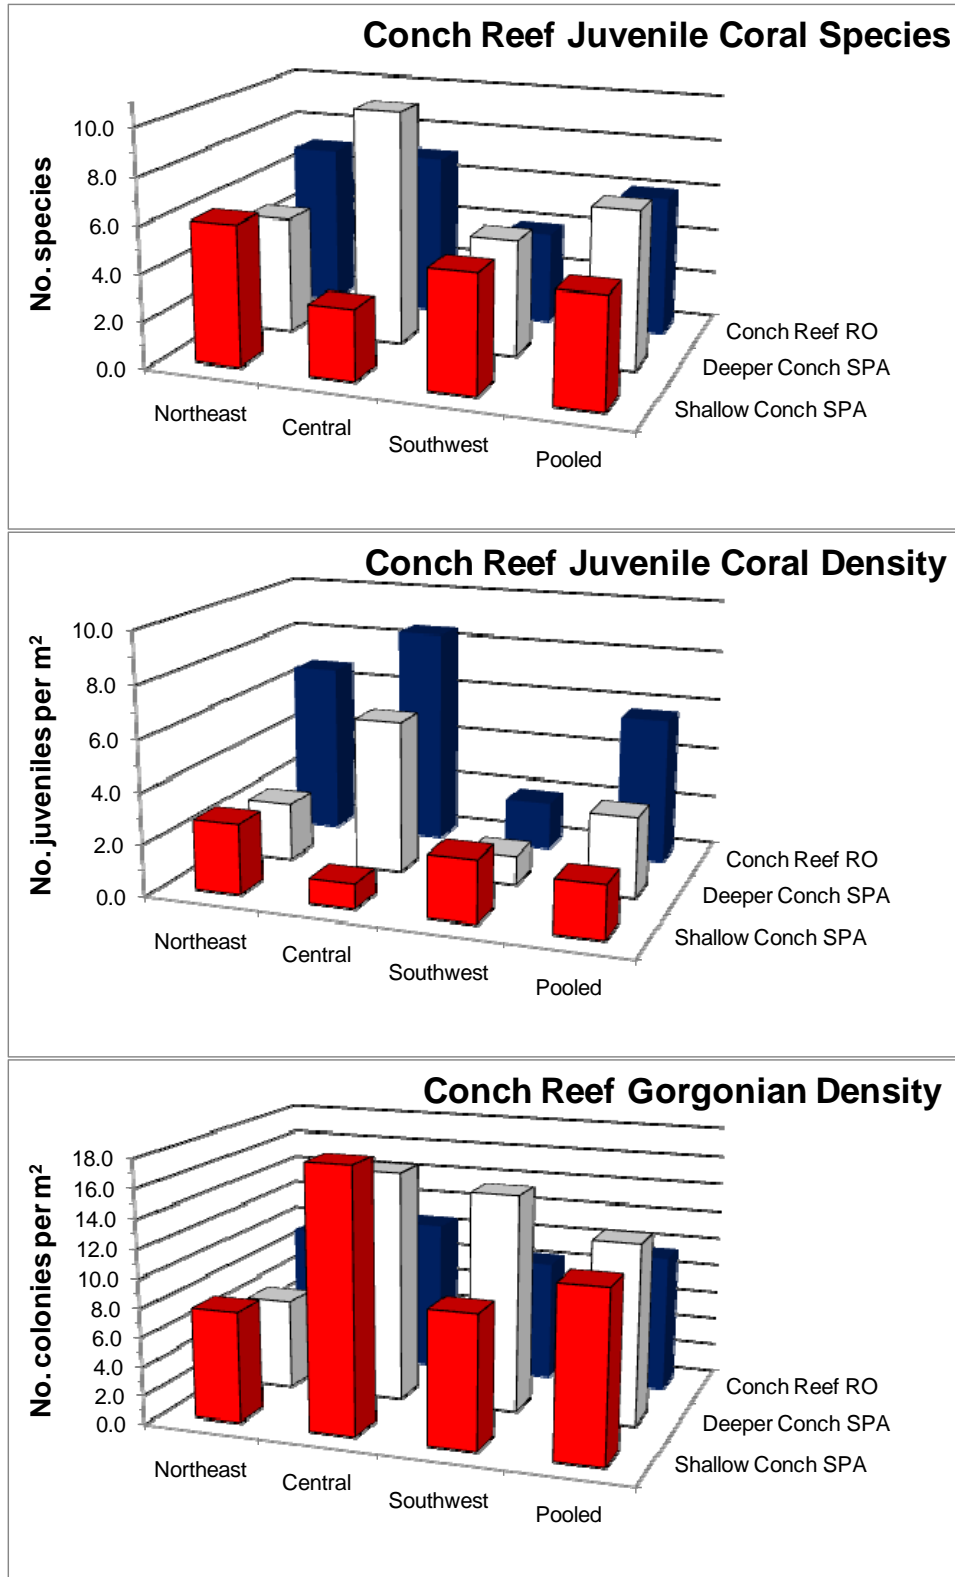 Conch Reef Juvenile Coral Species
No. species
10.0
8.0
6.0
4.0
2.0
0.0
Northeast
Central
Southwest
Pooled
Conch Reef RO
Deeper Conch SPA
Shallow Conch SPA
Conch Reef Juvenile Coral Density
No. juveniles per m²
10.0
8.0
6.0
4.0
2.0
0.0
Northeast
Central
Southwest
Pooled
Conch Reef RO
Deeper Conch SPA
Shallow Conch SPA
Conch Reef Gorgonian Density
No. colonies per m²
18.0
16.0
14.0
12.0
10.0
8.0
6.0
4.0
2.0
0.0
Northeast
Central
Southwest
Pooled
Conch Reef RO
Deeper Conch SPA
Shallow Conch SPA